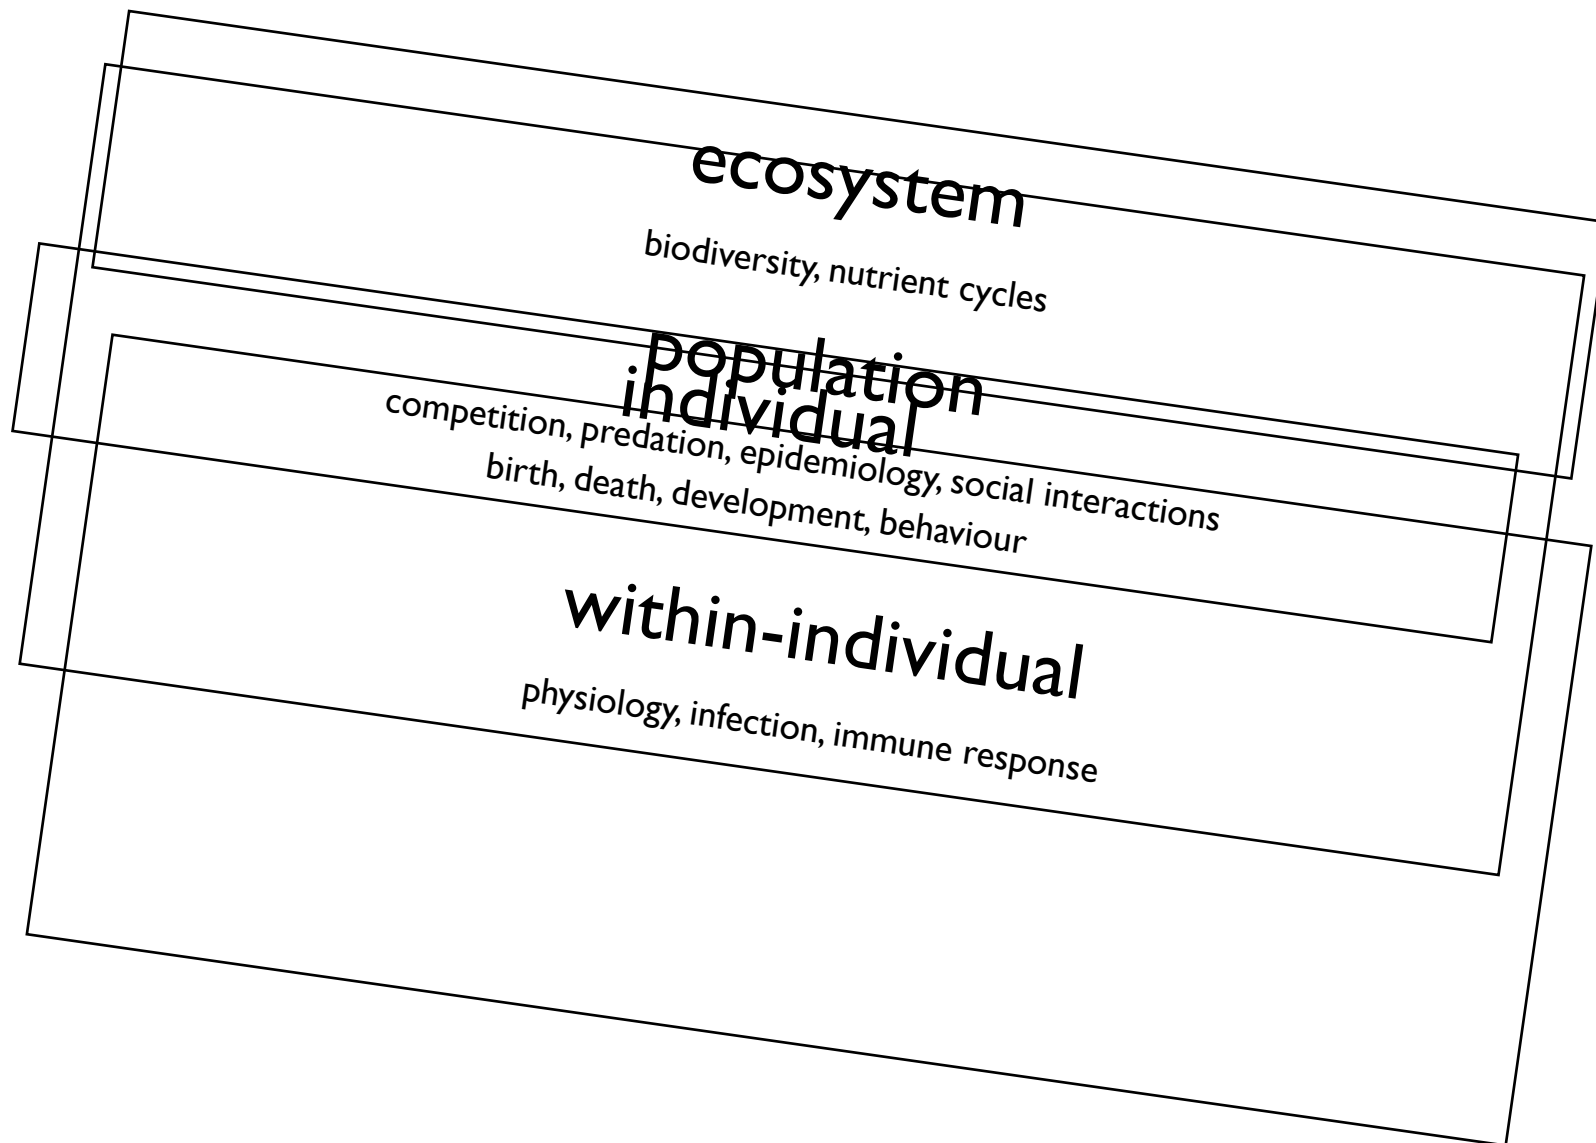 ecosystem
biodiversity, nutrient cycles
population
individual
competition, predation, epidemiology, social interactions
birth, death, development, behaviour
within-individual
physiology, infection, immune response